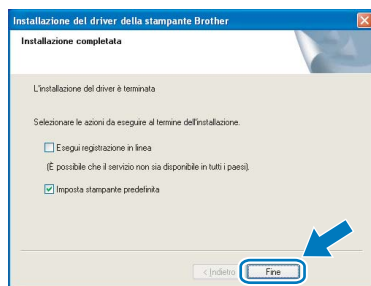 Installazione del driver della stampante Brother
Installazione completata
L'installazione del driver è terminata
Selezionare le azioni da eseguire al termine dell'installazione.
Esegui registrazione in linea
(È possibile che il servizio non sia disponibile in tutti i paesi).
Imposta stampante predefinita
< Indietro
Fine